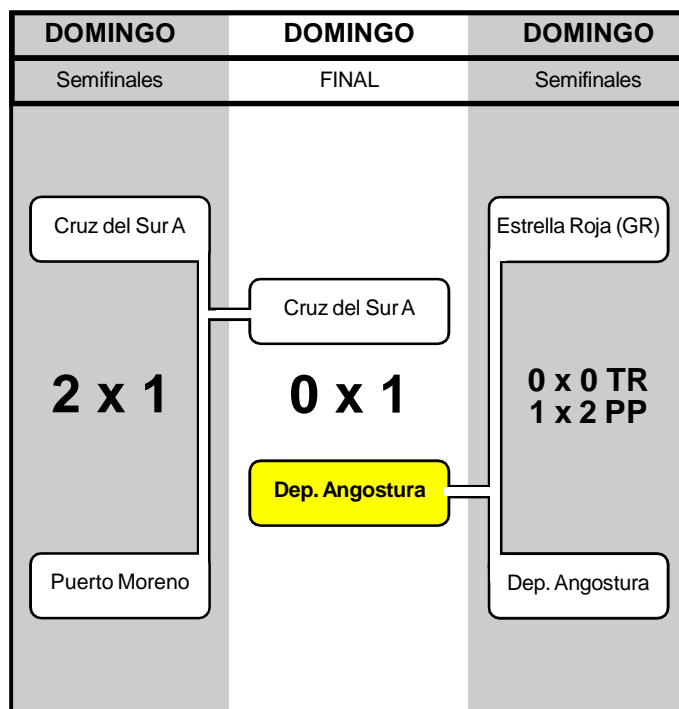 DOMINGO DOMINGO DOMINGO
Semifinales FINAL Semifinales
Cruz del Sur A
Estrella Roja (GR)
Cruz del Sur A
2 x 1
0 x 1
0 x 0 TR
1 x 2 PP
Dep. Angostura
Puerto Moreno
Dep. Angostura